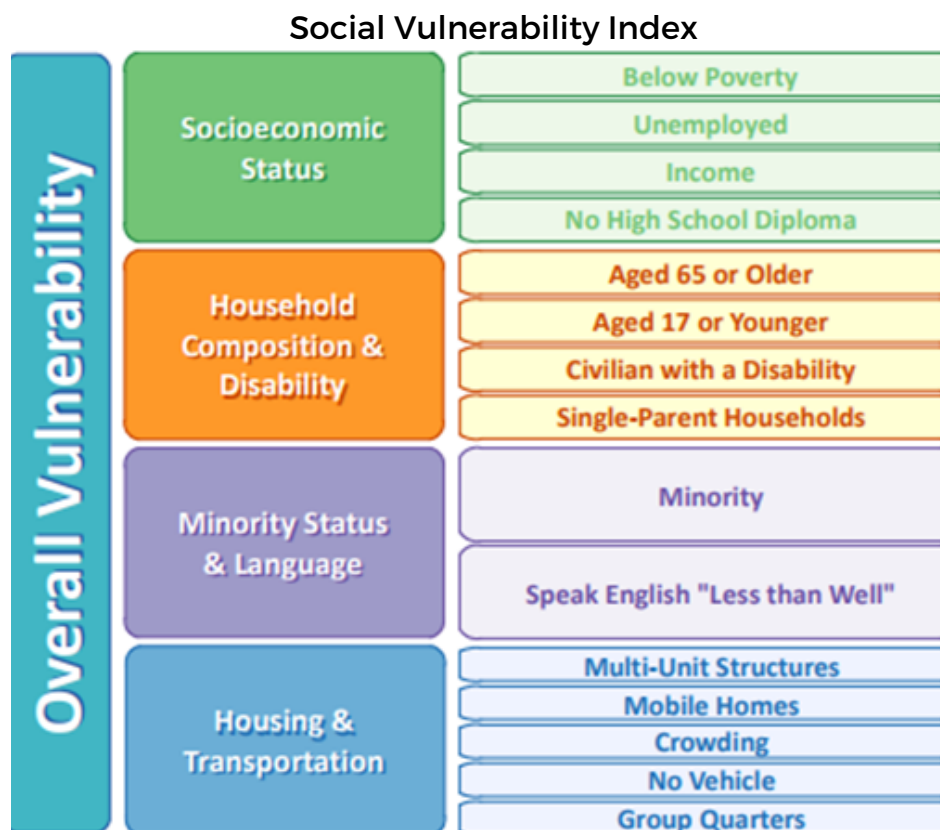 Social Vulnerability Index
Overall Vulnerability
Socioeconomic
Status
Below Poverty
Unemployed
Income
No High School Diploma
Household
Composition &
Disability
Aged 65 or Older
Aged 17 or Younger
Civilian with a Disability
Single-Parent Households
Minority Status
& Language
Minority
Speak English "Less than Well"
Housing &
Transportation
Multi-Unit Structures
Mobile Homes
Crowding
No Vehicle
Group Quarters